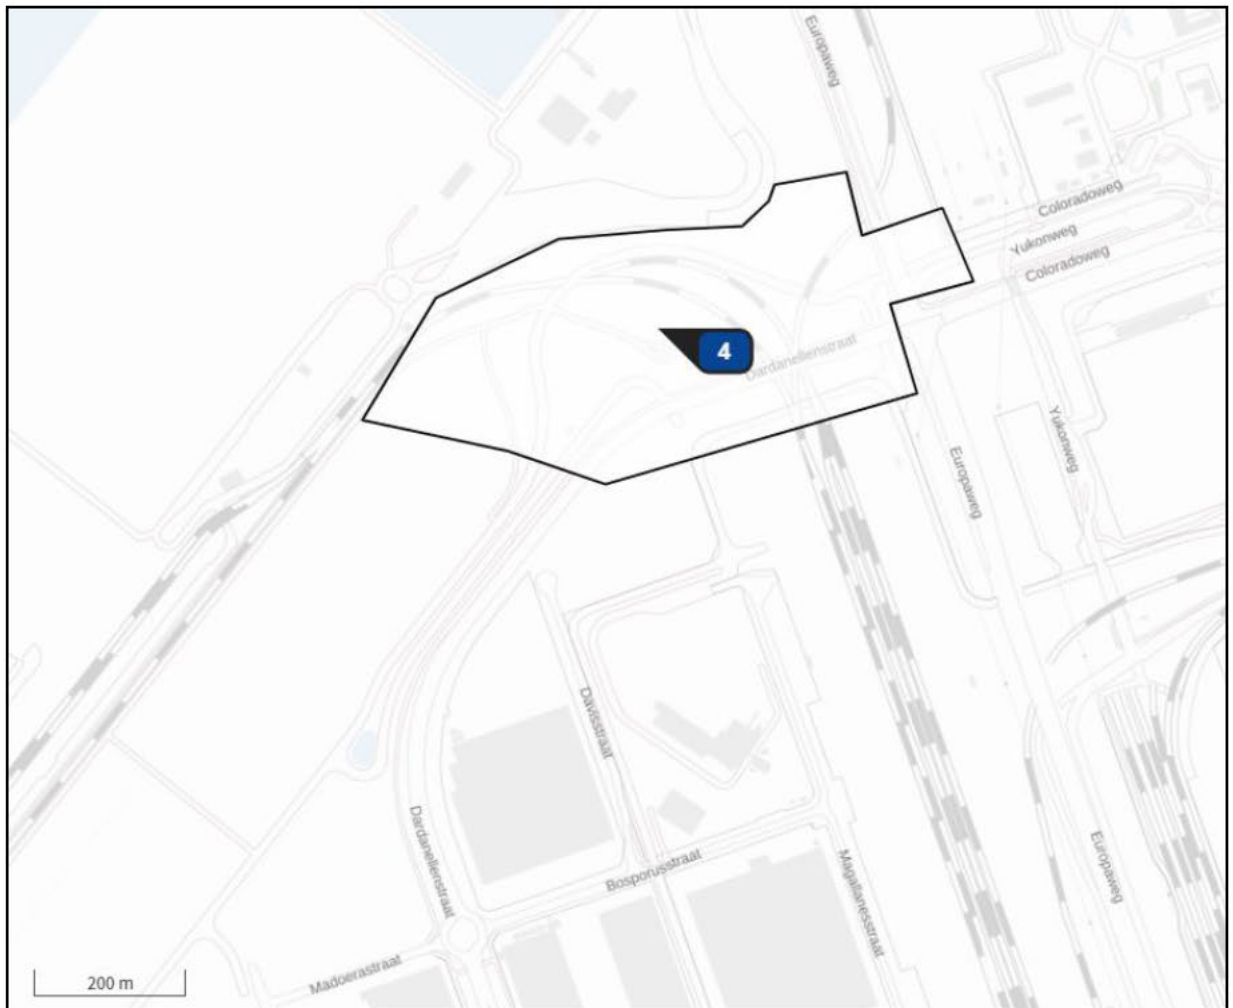 Europaweg
Coloradoweg
Yukonweg
Coloradoweg
4
Dardanellenstraat
Yukonweg
Europaweg
Davisstraat
Dardanellenstraat
Bosporusstraat
Magallanesstraat
Europaweg
Madoerastraat
200 m